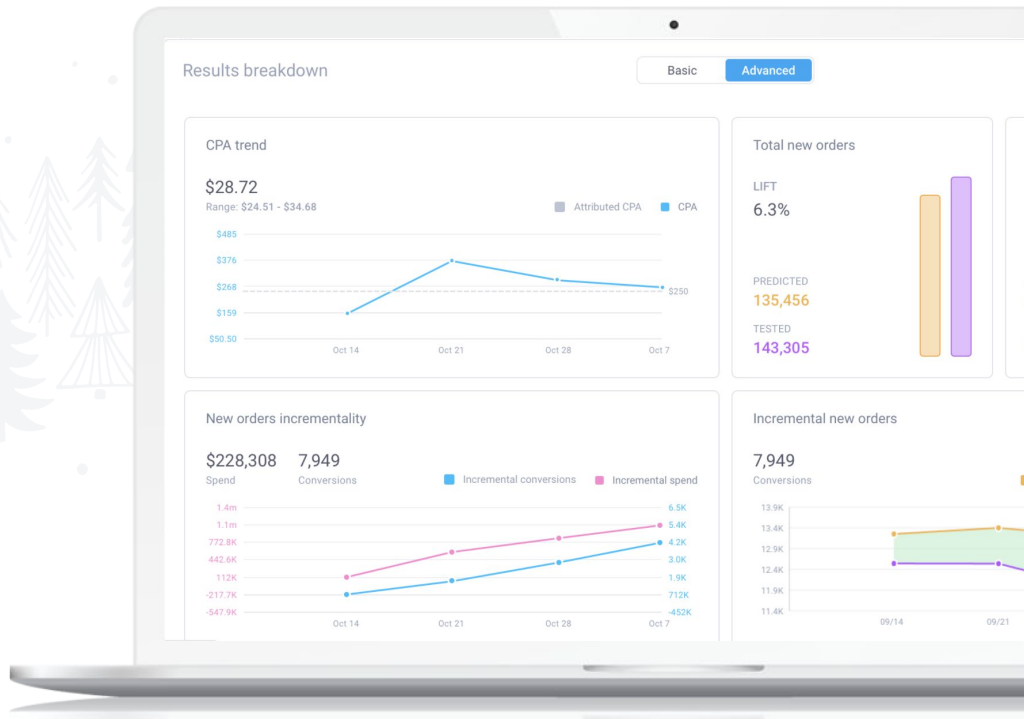 Results breakdown
Basic Advanced
CPA trend
$28.72
Range: $24.51 - $34.68
Attributed CPA CPA
$485
$376
$268
$250
$159
$50.50
Oct 14 Oct 21 Oct 28 Oct 7
Total new orders
LIFT
6.3%
PREDICTED
135,456
TESTED
143,305
New orders incrementality
$228,308 7,949
Spend Conversions
Incremental conversions Incremental spend
1.4m 6.5K
1.1m 5.4K
772.8K 4.2K
442.6K 3.0K
112K 1.9K
-217.7K 712K
-547.9K -452K
Oct 14 Oct 21 Oct 28 Oct 7
Incremental new orders
7,949
Conversions
13.9K
13.4K
12.9K
12.4K
11.9K
11.4K
09/14 09/21